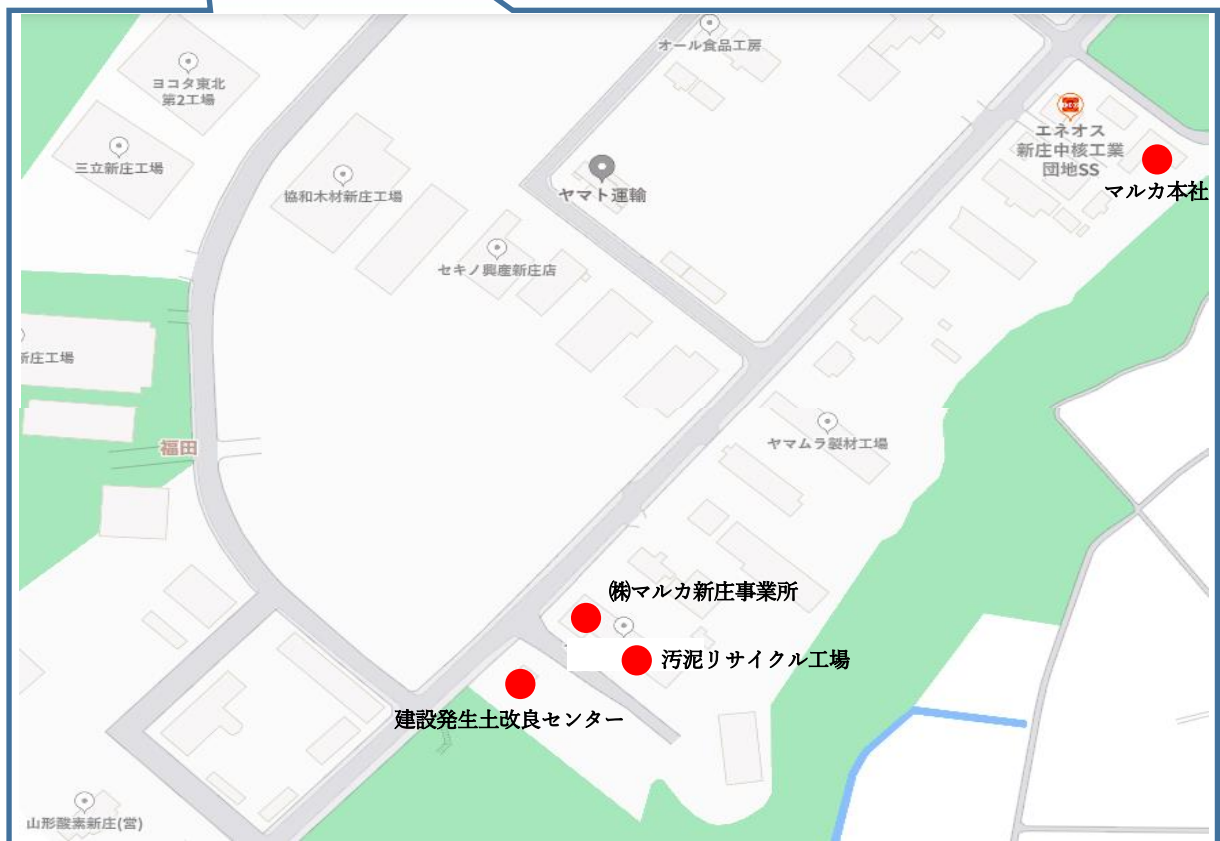 オール食品工房
ヨコタ東北
第2工場
エネオス
新庄中核工業
団地SS
三立新庄工場
マルカ本社
協和木材新庄工場
ヤマト運輸
セキノ興産新庄店
新庄工場
福田
ヤマムラ製材工場
㈱マルカ新庄事業所
汚泥リサイクル工場
建設発生土改良センター
山形酸素新庄(営)